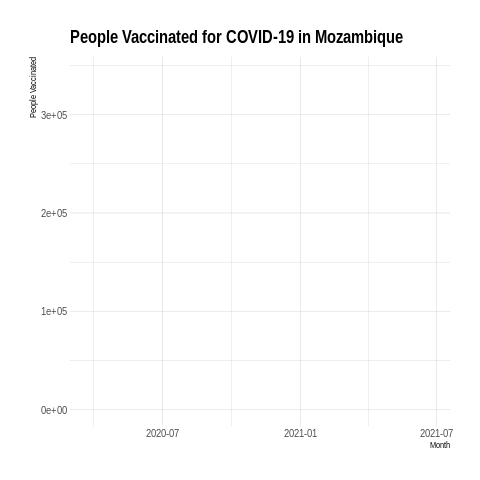 People Vaccinated for COVID-19 in Mozambique
People Vaccinated
3e+05
2e+05
1e+05
0e+00
2020-07
2021-01
2021-07
Month